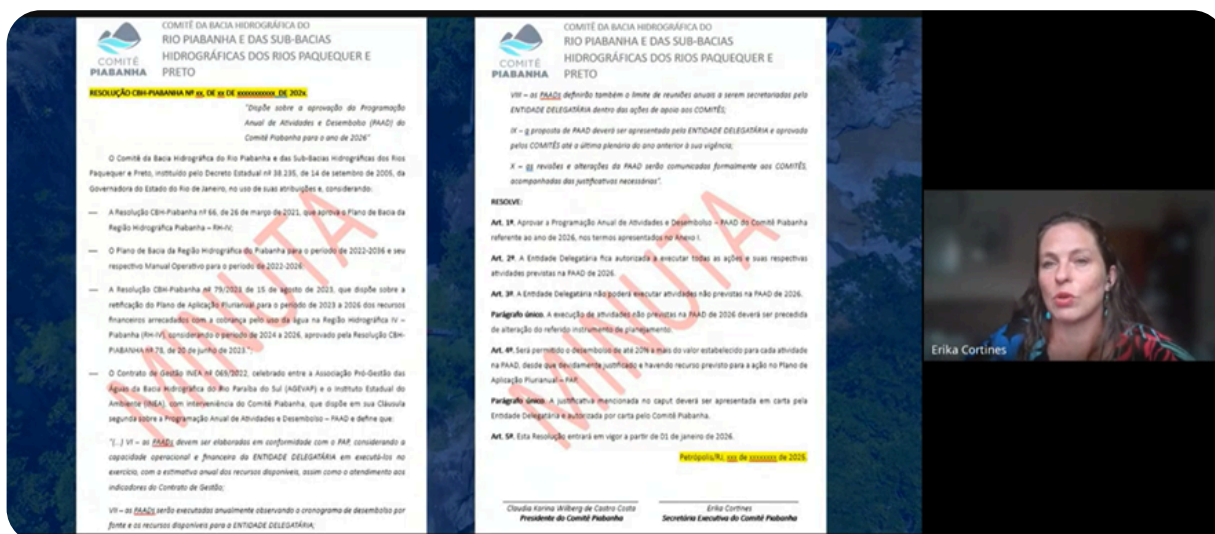 COMITÊ
PIABANHA
COMITÊ DA BACIA HIDROGRÁFICA DO
RIO PIABANHA E DAS SUB-BACIAS
HIDROGRÁFICAS DOS RIOS PAQUEQUER E
PRETO
RESOLUÇÃO CBH-PIABANHA Nº xx, DE xx DE xxxxxxxxxx DE 202x.
"Dispõe sobre a aprovação da Programação
Anual de Atividades e Desembolso (PAAD) do
Comitê Piabanha para o ano de 2026"
O Comitê da Bacia Hidrográfica do Rio Piabanha e das Sub-Bacias Hidrográficas dos Rios
Paquequer e Preto, instituído pelo Decreto Estadual nº 38.235, de 14 de setembro de 2005, da
Governadora do Estado do Rio de Janeiro, no uso de suas atribuições e, considerando:
— A Resolução CBH-Piabanha nº 66, de 26 de março de 2021, que aprova o Plano de Bacia da
Região Hidrográfica Piabanha – RH-IV;
— O Plano de Bacia da Região Hidrográfica do Piabanha para o período de 2022-2036 e seu
respectivo Manual Operativo para o período de 2022-2026.
— A Resolução CBH-Piabanha nº 79/2023, de 15 de agosto de 2023, que dispõe sobre a
retificação do Plano de Aplicação Plurianual para o período de 2023 a 2026 dos recursos
financeiros arrecadados com a cobrança pelo uso da água na Região Hidrográfica IV –
Piabanha (RH-IV), considerando o período de 2024 a 2026, aprovado pela Resolução CBH-
PIABANHA nº 78, de 20 de junho de 2023.";
— O Contrato de Gestão INEA nº 069/2022, celebrado entre a Associação Pró-Gestão das
Águas da Bacia Hidrográfica do Rio Paraíba do Sul (AGEVAP) e o Instituto Estadual do
Ambiente (INEA), com interveniência do Comitê Piabanha, que dispõe em sua Cláusula
segunda sobre a Programação Anual de Atividades e Desembolso – PAAD e define que:
"(...) VI – as PAADs devem ser elaborados em conformidade com o PAP, considerando a
capacidade operacional e financeira da ENTIDADE DELEGATÁRIA em executá-los no
exercício, com a estimativa anual dos recursos disponíveis, assim como o atendimento aos
indicadores do Contrato de Gestão;
VII – as PAADs serão executadas anualmente observando o cronograma de desembolso por
fonte e os recursos disponíveis para a ENTIDADE DELEGATÁRIA;
MINUTA
COMITÊ
PIABANHA
COMITÊ DA BACIA HIDROGRÁFICA DO
RIO PIABANHA E DAS SUB-BACIAS
HIDROGRÁFICAS DOS RIOS PAQUEQUER E
PRETO
VIII – as PAADs definirão também o limite de reuniões anuais a serem secretariadas pela
ENTIDADE DELEGATÁRIA dentro das ações de apoio aos COMITÊS;
IX – a proposta de PAAD deverá ser apresentada pela ENTIDADE DELEGATÁRIA e aprovada
pelos COMITÊS até a última plenária do ano anterior à sua vigência;
X – as revisões e alterações da PAAD serão comunicadas formalmente aos COMITÊS,
acompanhadas das justificativas necessárias".
RESOLVE:
Art. 1º. Aprovar a Programação Anual de Atividades e Desembolso – PAAD do Comitê Piabanha
referente ao ano de 2026, nos termos apresentados no Anexo I.
Art. 2º. A Entidade Delegatária fica autorizada a executar todas as ações e suas respectivas
atividades previstas na PAAD de 2026.
Art. 3º. A Entidade Delegatária não poderá executar atividades não previstas na PAAD de 2026.
Parágrafo único. A execução de atividades não previstas na PAAD de 2026 deverá ser precedida
de alteração do referido instrumento de planejamento.
Art. 4º. Será permitido o desembolso de até 20% a mais do valor estabelecido para cada atividade
na PAAD, desde que devidamente justificado e havendo recurso previsto para a ação no Plano de
Aplicação Plurianual – PAP.
Parágrafo único. A justificativa mencionada no caput deverá ser apresentada em carta pela
Entidade Delegatária e autorizada por carta pelo Comitê Piabanha.
Art. 5º. Esta Resolução entrará em vigor a partir de 01 de janeiro de 2026.
Petrópolis/RJ, xxx de xxxxxxxx de 2025.
Claudia Karina Wilberg de Castro Costa
Presidente do Comitê Piabanha
Erika Cortines
Secretária Executiva do Comitê Piabanha
MINUTA
Erika Cortines